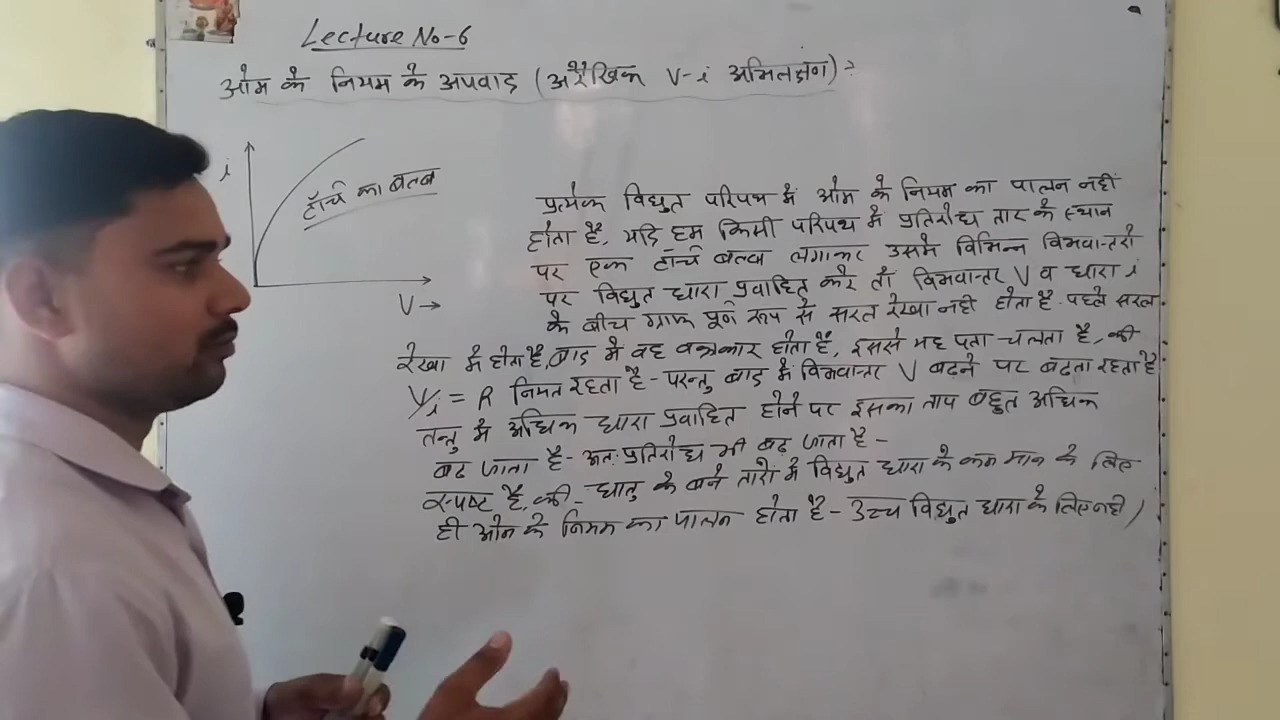 Lecture No-6
ओम के नियम के अपवाद (अरैखिक V-i अभिलक्षण) :
i
टॉर्च का बल्ब
V →
प्रत्येक विद्युत परिपथ में ओम के नियम का पालन नहीं
होता है, यदि हम किसी परिपथ में प्रतिरोध तार के स्थान
पर एक टॉर्च बल्ब लगाकर उसमे विभिन्न विभवान्तरो
पर विद्युत धारा प्रवाहित करे तो विभवान्तर V व धारा i
के बीच ग्राफ पूर्ण रूप से सरल रेखा नही होता है. पहले सरल
रेखा में होता है, बाद में वह वक्राकार होता है, इससे यह पता चलता है, की
V/i = R नियत रहता है - परन्तु बाद में विभवान्तर V बढने पर बढता रहता है
तन्तु में अधिक धारा प्रवाहित होने पर इसका ताप बहुत अधिक
बढ जाता है - अतः प्रतिरोध भी बढ़ जाता है -
स्पष्ट है, की - धातु के बने तारो में विद्युत धारा के कम मान के लिए
ही ओम के नियम का पालन होता है - उच्च विद्युत धारा के लिए नही /